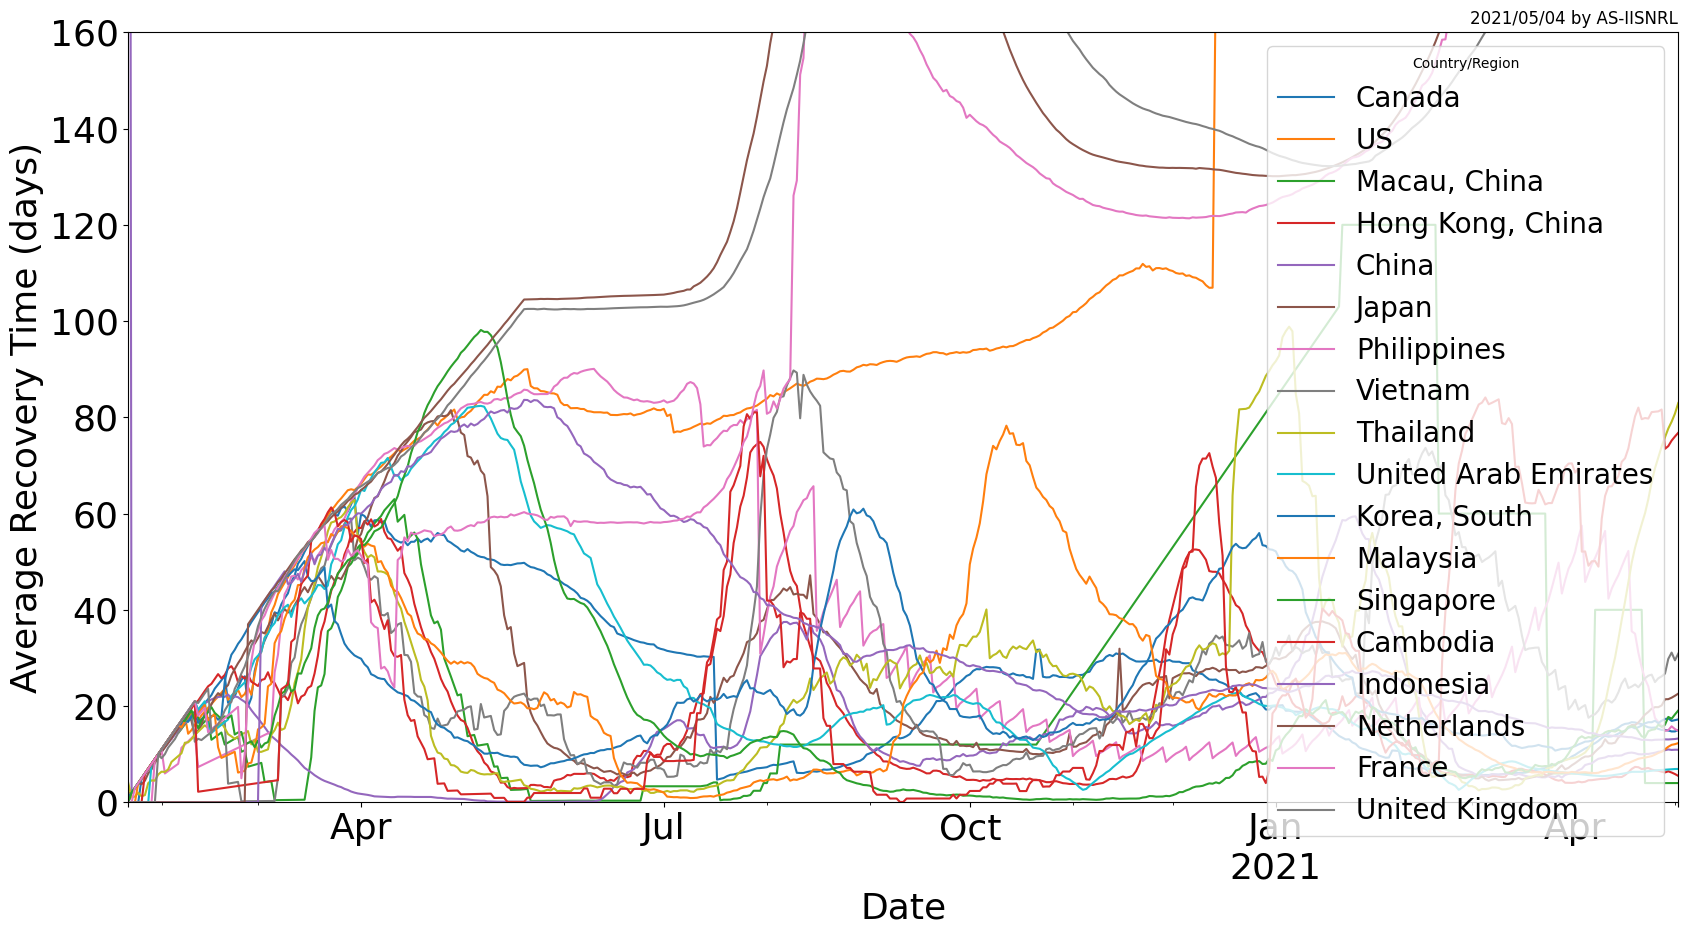 2021/05/04 by AS-IISNRL
Average Recovery Time (days)
160
140
120
100
80
60
40
20
0
Country/Region
Canada
US
Macau, China
Hong Kong, China
China
Japan
Philippines
Vietnam
Thailand
United Arab Emirates
Korea, South
Malaysia
Singapore
Cambodia
Indonesia
Netherlands
France
United Kingdom
Apr Jul Oct Jan Apr
2021
Date